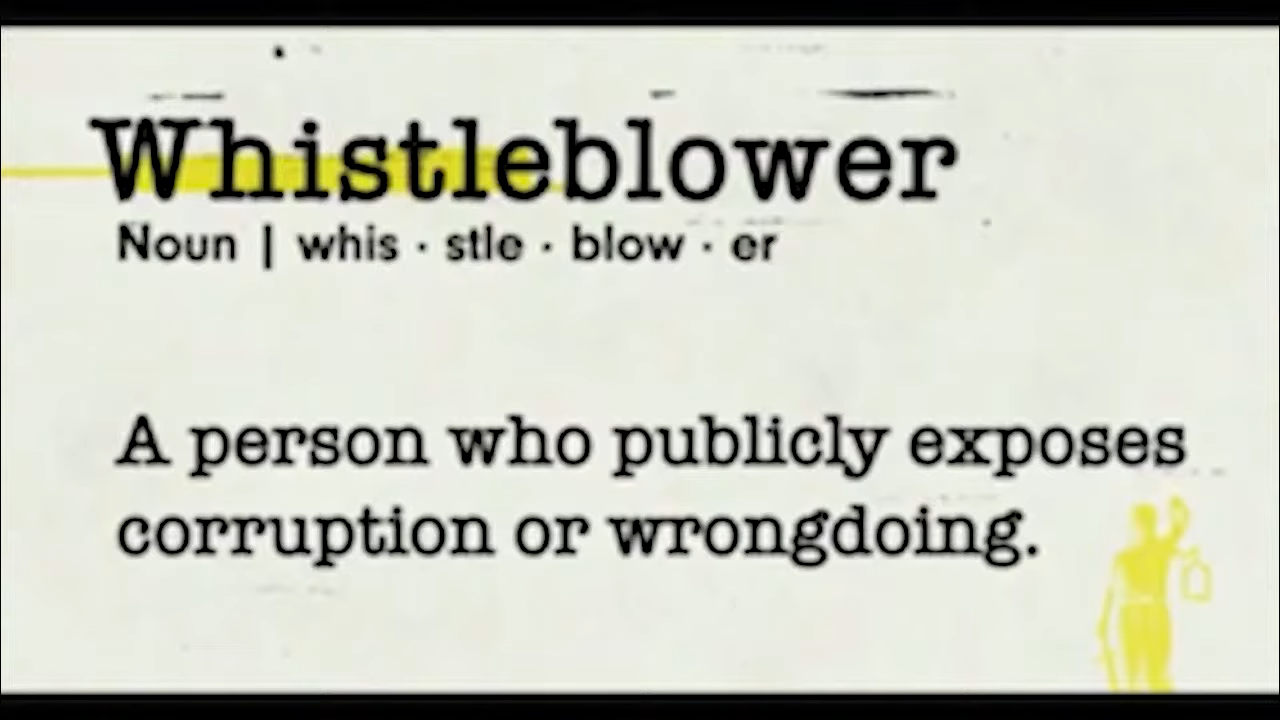 Whistleblower
Noun | whis · stle · blow · er
A person who publicly exposes
corruption or wrongdoing.